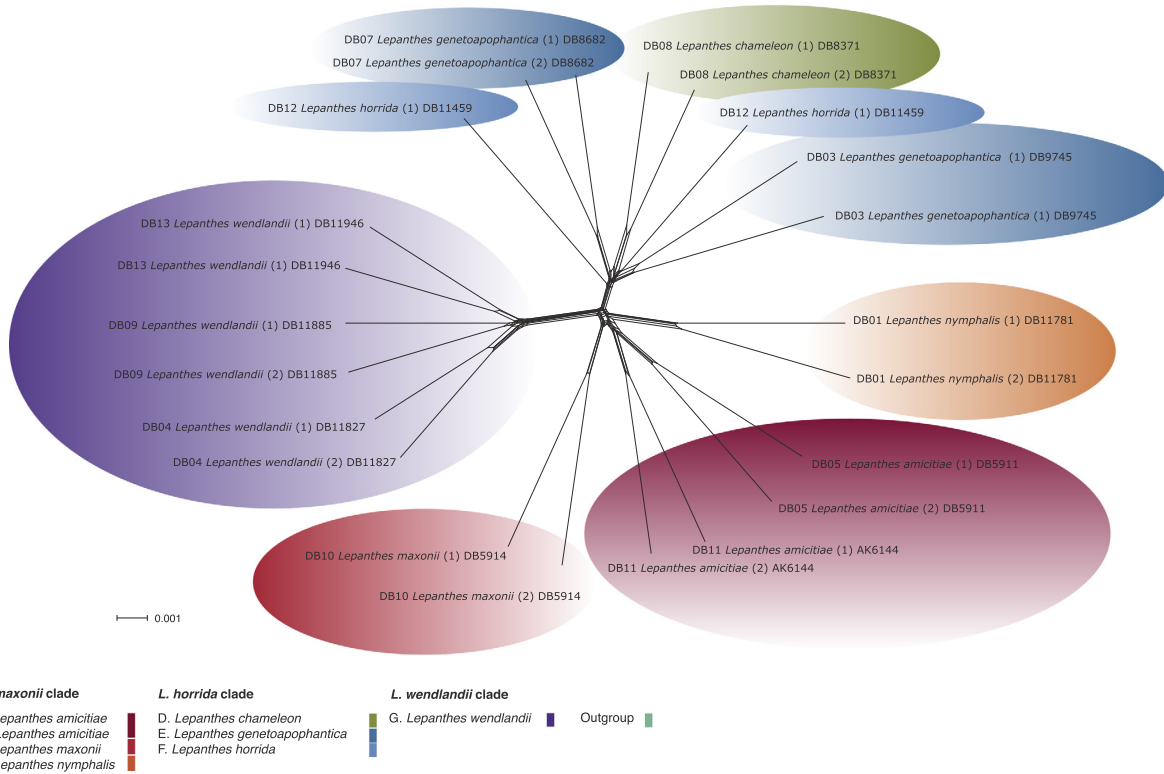 DB07 Lepanthes genetoapophantica (1) DB8682
DB07 Lepanthes genetoapophantica (2) DB8682
DB08 Lepanthes chameleon (1) DB8371
DB08 Lepanthes chameleon (2) DB8371
DB12 Lepanthes horrida (1) DB11459
DB12 Lepanthes horrida (1) DB11459
DB03 Lepanthes genetoapophantica (1) DB9745
DB03 Lepanthes genetoapophantica (1) DB9745
DB13 Lepanthes wendlandii (1) DB11946
DB13 Lepanthes wendlandii (1) DB11946
DB09 Lepanthes wendlandii (1) DB11885
DB09 Lepanthes wendlandii (2) DB11885
DB04 Lepanthes wendlandii (1) DB11827
DB04 Lepanthes wendlandii (2) DB11827
DB01 Lepanthes nymphalis (1) DB11781
DB01 Lepanthes nymphalis (2) DB11781
DB05 Lepanthes amicitiae (1) DB5911
DB05 Lepanthes amicitiae (2) DB5911
DB11 Lepanthes amicitiae (1) AK6144
DB11 Lepanthes amicitiae (2) AK6144
DB10 Lepanthes maxonii (1) DB5914
DB10 Lepanthes maxonii (2) DB5914
0.001
maxonii clade
epanthes amicitiae
Lepanthes amicitiae
epanthes maxonii
epanthes nymphalis
L. horrida clade
D. Lepanthes chameleon
E. Lepanthes genetoapophantica
F. Lepanthes horrida
L. wendlandii clade
G. Lepanthes wendlandii
Outgroup